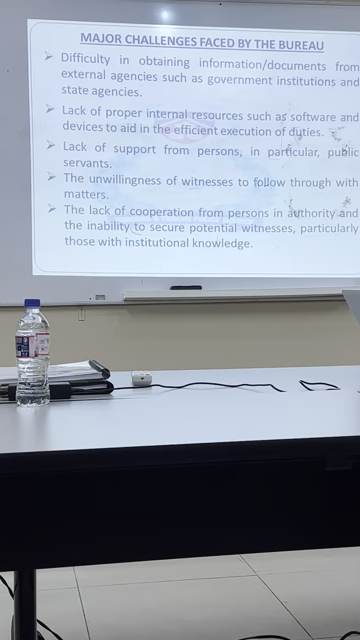 MAJOR CHALLENGES FACED BY THE BUREAU
➢ Difficulty in obtaining information/documents from
external agencies such as government institutions and
state agencies.
➢ Lack of proper internal resources such as software and
devices to aid in the efficient execution of duties.
➢ Lack of support from persons, in particular, public
servants.
➢ The unwillingness of witnesses to follow through with
matters.
➢ The lack of cooperation from persons in authority and
the inability to secure potential witnesses, particularly
those with institutional knowledge.